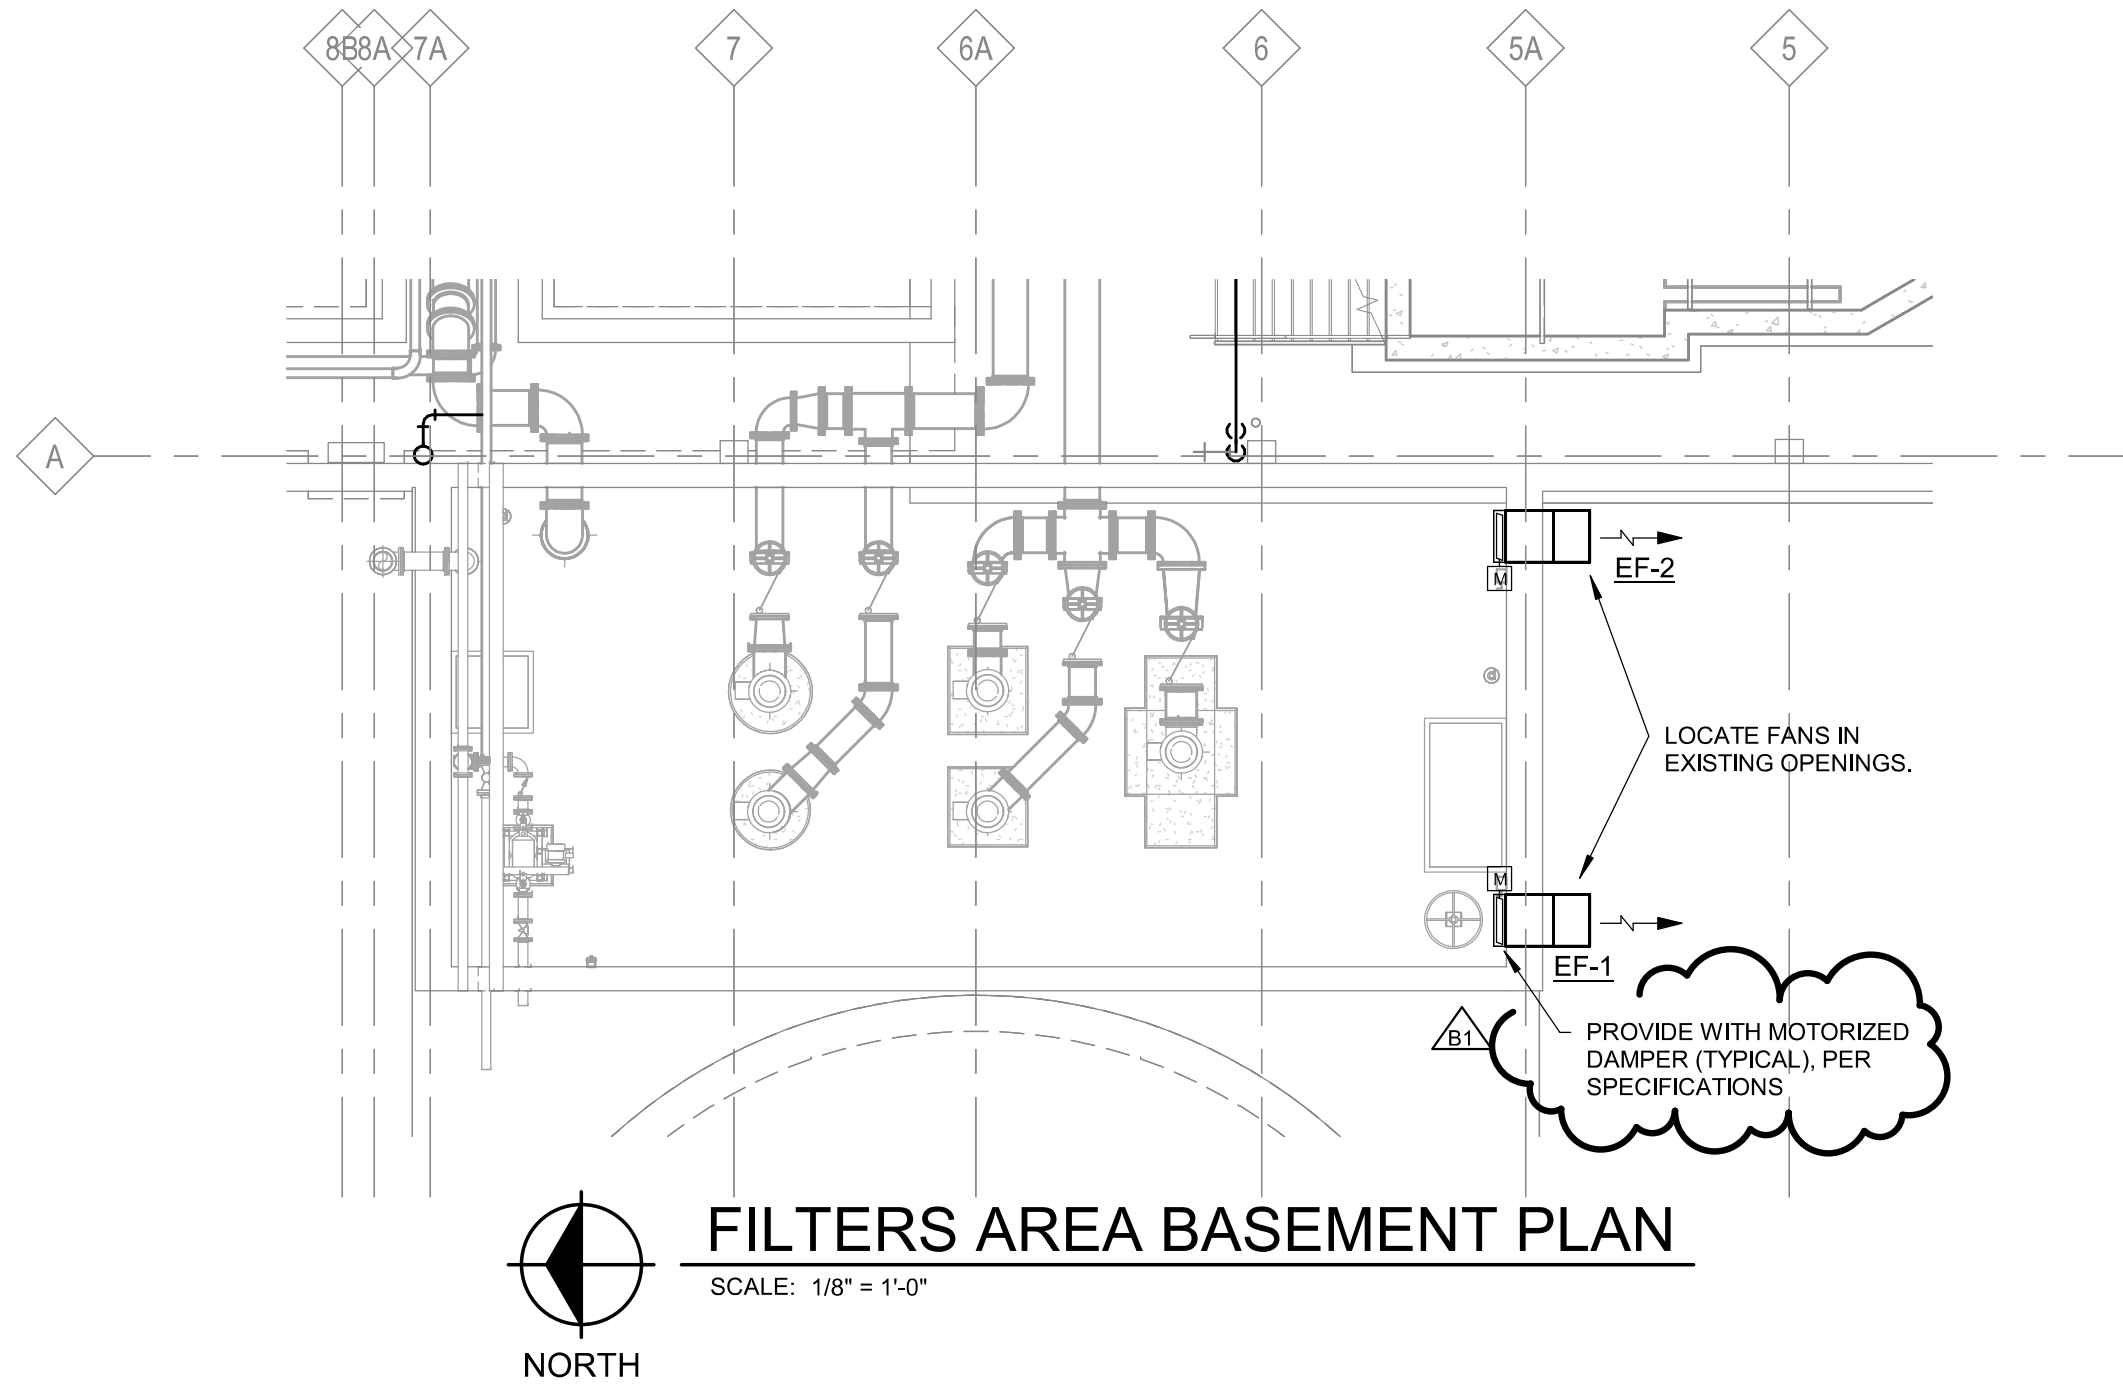 8B
8A
7A
7
6A
6
5A
5
A
EF-2
M
LOCATE FANS IN
EXISTING OPENINGS.
M
EF-1
B1
PROVIDE WITH MOTORIZED
DAMPER (TYPICAL), PER
SPECIFICATIONS
FILTERS AREA BASEMENT PLAN
SCALE: 1/8" = 1'-0"
NORTH